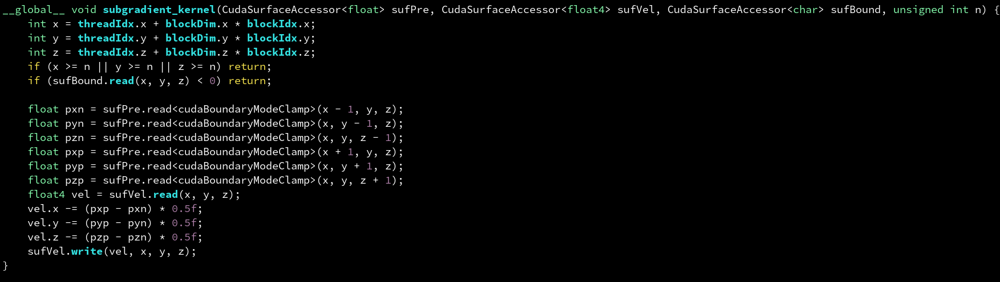 __global__ void subgradient_kernel(CudaSurfaceAccessor<float> sufPre, CudaSurfaceAccessor<float4> sufVel, CudaSurfaceAccessor<char> sufBound, unsigned int n) {
    int x = threadIdx.x + blockDim.x * blockIdx.x;
    int y = threadIdx.y + blockDim.y * blockIdx.y;
    int z = threadIdx.z + blockDim.z * blockIdx.z;
    if (x >= n || y >= n || z >= n) return;
    if (sufBound.read(x, y, z) < 0) return;

    float pxn = sufPre.read<cudaBoundaryModeClamp>(x - 1, y, z);
    float pyn = sufPre.read<cudaBoundaryModeClamp>(x, y - 1, z);
    float pzn = sufPre.read<cudaBoundaryModeClamp>(x, y, z - 1);
    float pxp = sufPre.read<cudaBoundaryModeClamp>(x + 1, y, z);
    float pyp = sufPre.read<cudaBoundaryModeClamp>(x, y + 1, z);
    float pzp = sufPre.read<cudaBoundaryModeClamp>(x, y, z + 1);
    float4 vel = sufVel.read(x, y, z);
    vel.x -= (pxp - pxn) * 0.5f;
    vel.y -= (pyp - pyn) * 0.5f;
    vel.z -= (pzp - pzn) * 0.5f;
    sufVel.write(vel, x, y, z);
}